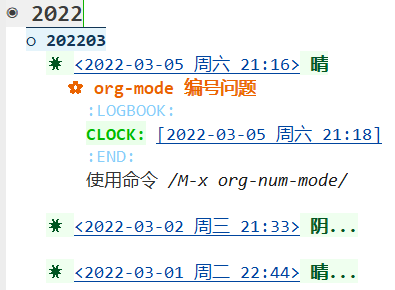 2022
202203
<2022-03-05 周六 21:16> 晴
org-mode 编号问题
:LOGBOOK:
CLOCK: [2022-03-05 周六 21:18]
:END:
使用命令 /M-x org-num-mode/
<2022-03-02 周三 21:33> 阴...
<2022-03-01 周二 22:44> 晴...